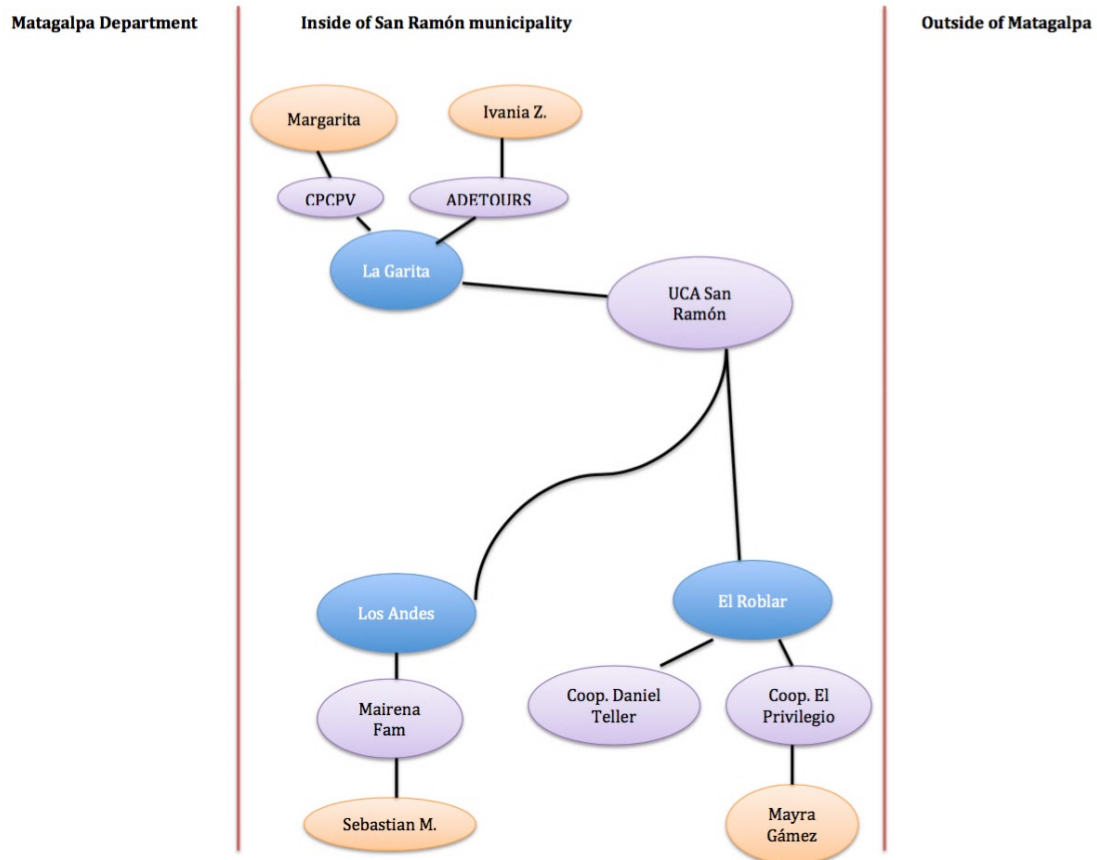 Matagalpa Department
Inside of San Ramón municipality
Outside of Matagalpa
Margarita
Ivania Z.
CPCPV
ADETOURS
La Garita
UCA San
Ramón
Los Andes
El Roblar
Mairena
Fam
Coop. Daniel
Teller
Coop. El
Privilegio
Sebastian M.
Mayra
Gámez